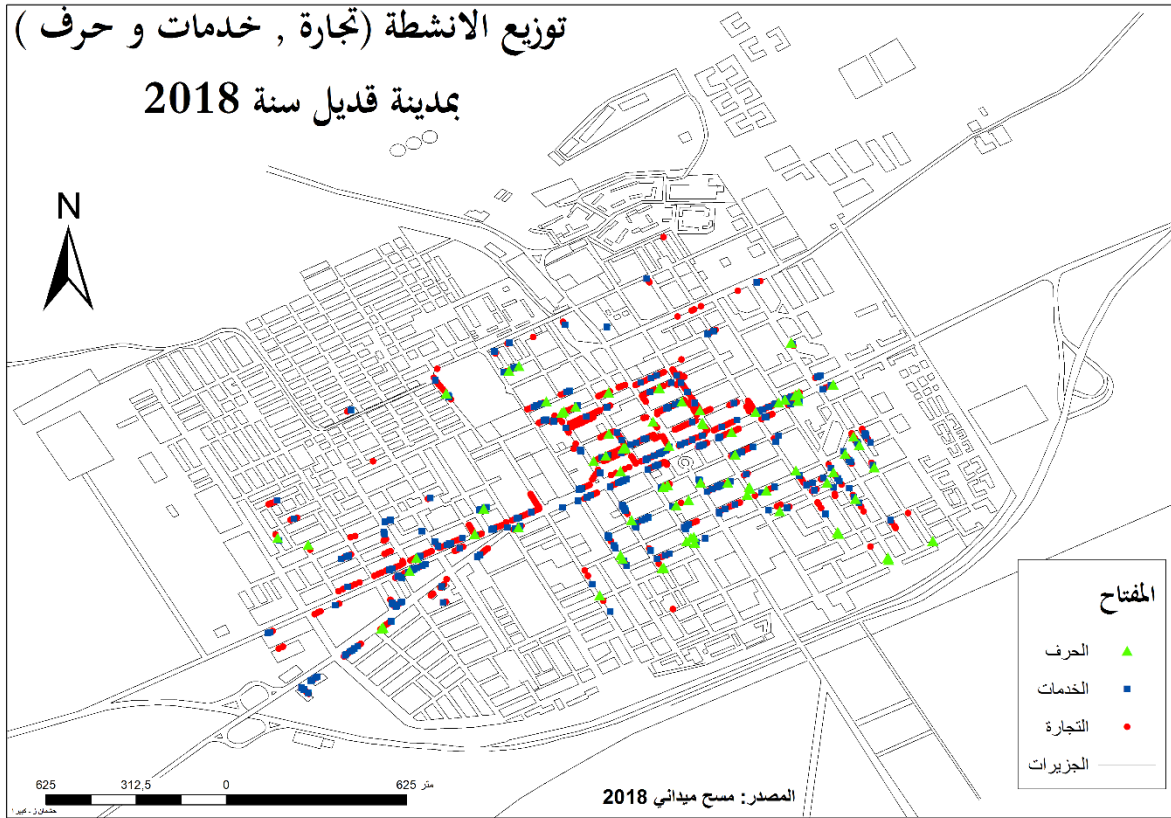 توزيع الانشطة (تجارة , خدمات و حرف )
بمدينة قديل سنة 2018
N
المفتاح
الحرف
الخدمات
التجارة
الجزيرات
625 312,5 0 625 متر
المصدر: مسح ميداني 2018